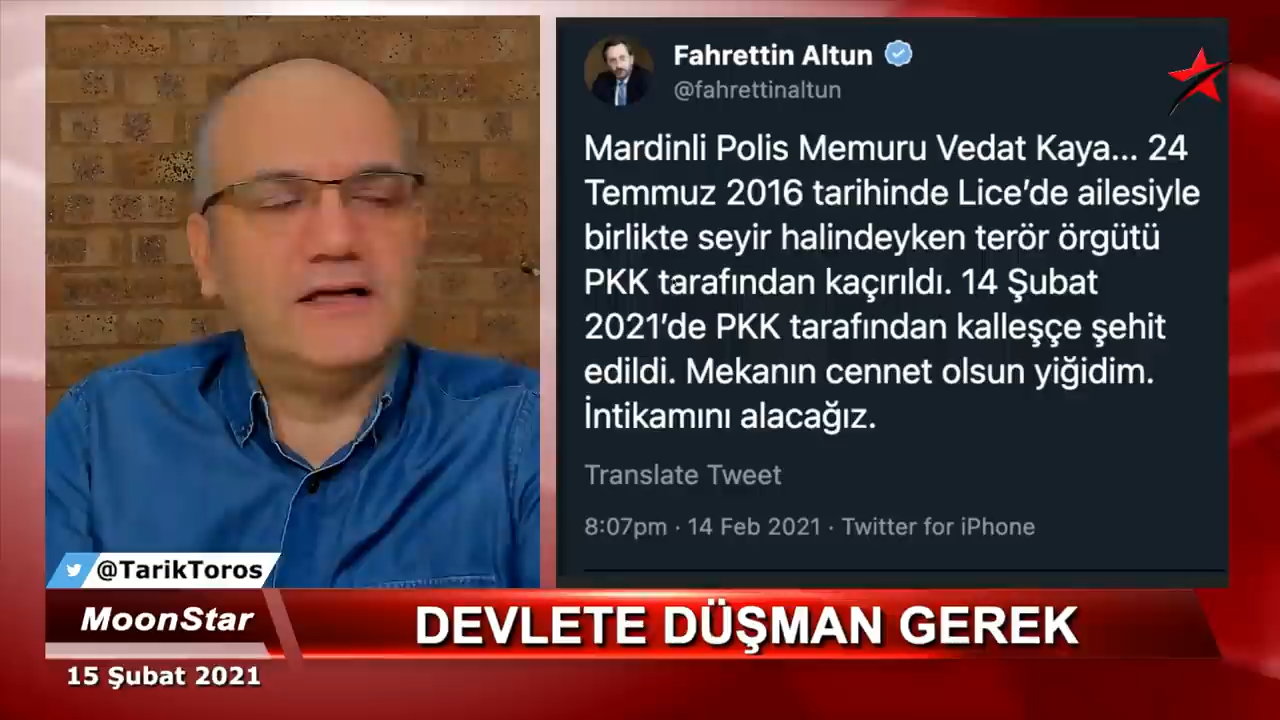 Fahrettin Altun
@fahrettinaltun
Mardinli Polis Memuru Vedat Kaya... 24
Temmuz 2016 tarihinde Lice'de ailesiyle
birlikte seyir halindeyken terör örgütü
PKK tarafından kaçırıldı. 14 Şubat
2021'de PKK tarafından kalleşçe şehit
edildi. Mekanın cennet olsun yiğidim.
İntikamını alacağız.
Translate Tweet
8:07pm · 14 Feb 2021 · Twitter for iPhone
@TarikToros
MoonStar
DEVLETE DÜŞMAN GEREK
15 Şubat 2021